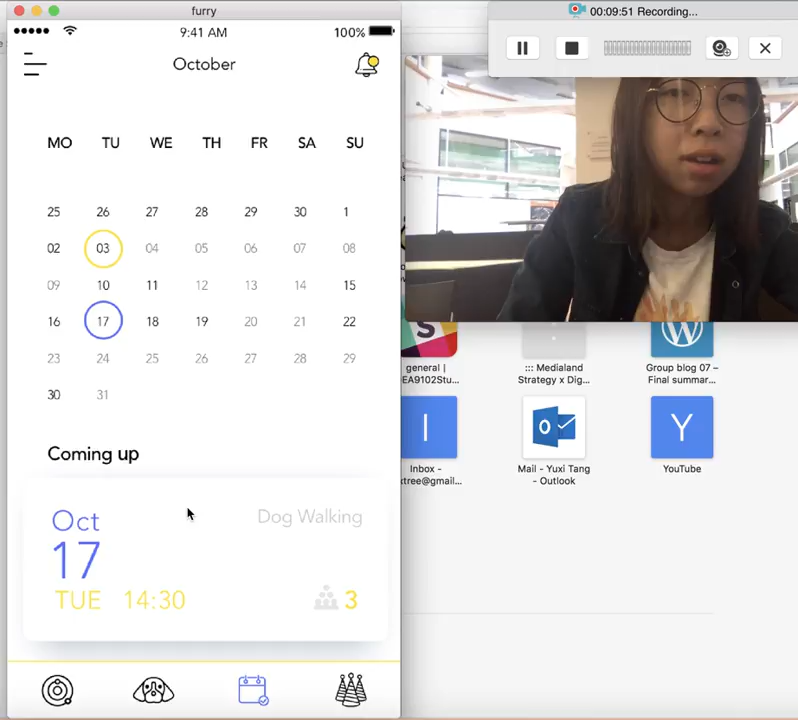 furry
9:41 AM
100%
October
MO TU WE TH FR SA SU
25 26 27 28 29 30 1
02 03 04 05 06 07 08
09 10 11 12 13 14 15
16 17 18 19 20 21 22
23 24 25 26 27 28 29
30 31
Coming up
Oct
Dog Walking
17
TUE 14:30
3
00:09:51 Recording...
general |
EA9102Stu...
::: Medialand
Strategy x Dig...
Group blog 07 –
Final summar...
I
Inbox -
xtree@gmail...
Mail - Yuxi Tang
- Outlook
Y
YouTube